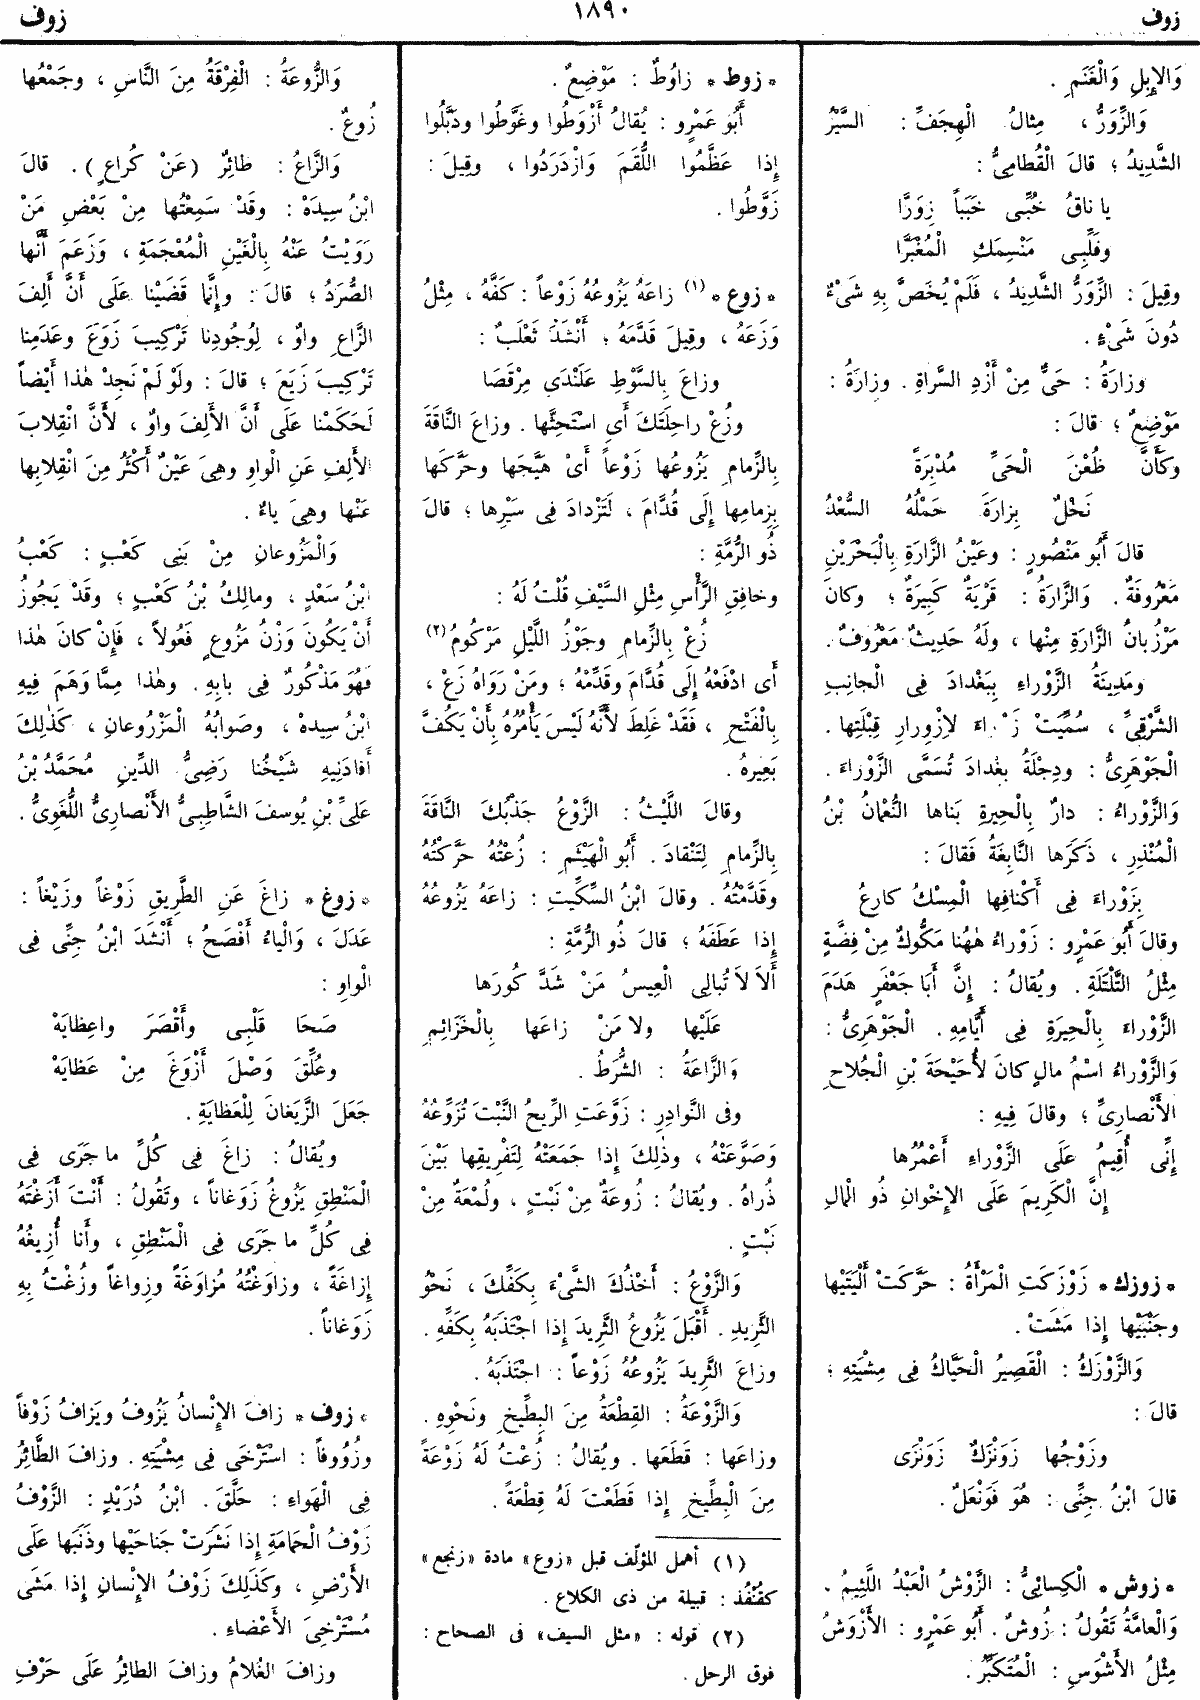 زوف
١٨٩٠
زوف
وَالإِبِلِ وَالْغَنَمِ .
وَالزِّوَرُّ ، مِثالُ الْهِجَفِّ : السَّيْرُ
الشَّدِيدُ ؛ قالَ الْقُطامِىُّ :
يا ناقُ خُبِّى خَبَباً زِوَرَّا
وقَلِّبِى مَنْسِمَكِ الْمُغْبَرَّا
وقِيلَ : الزِّوَرُّ الشَّدِيدُ ، فَلَمْ يُخَصَّ بِهِ شَىْءٌ
دُونَ شَىْءٍ .
وزارَةُ : حَىٌّ مِنْ أَزْدِ السَّراةِ . وزارَةُ :
مَوْضِعٌ ؛ قالَ :
وكَأَنَّ ظُعْنَ الْحَىِّ مُدْبِرَةً
نَخْلٌ بِزارَةَ حَمْلُهُ السُّعْدُ
قالَ أَبُو مَنْصُورٍ : وعَيْنُ الزَّارَةِ بِالْبَحْرَيْنِ
مَعْرُوفَةٌ . وَالزَّارَةُ : قَرْيَةٌ كَبِيرَةٌ ؛ وكانَ
مَرْزُبانُ الزَّارَةِ مِنْها ، ولَهُ حَدِيثٌ مَعْرُوفٌ .
ومَدِينَةُ الزَّوْراءِ بِبَغْدادَ فِى الْجانِبِ
الشَّرْقِىِّ ، سُمِّيَتْ لازْوِرارِ قِبْلَتِها .
الْجَوْهَرِىُّ : ودِجْلَةُ بَغْدادَ تُسَمَّى الزَّوْراءَ .
وَالزَّوْراءُ : دارٌ بِالْحِيرَةِ بَناها النُّعْمانُ بْنُ
الْمُنْذِرِ ، ذَكَرَها النَّابِغَةُ فَقالَ :
بِزَوْراءَ فِى أَكْنافِها الْمِسْكُ كارِعُ
وقالَ أَبُو عَمْرٍو : زَوْراءُ هٰهُنا مَكُّوكٌ مِنْ فِضَّةٍ
مِثْلُ التَّلْتَلَةِ . ويُقالُ : إِنَّ أَبا جَعْفَرٍ هَدَمَ
الزَّوْراءَ بِالْحِيرَةِ فِى أَيَّامِهِ . الْجَوْهَرِىُّ :
وَالزَّوْراءُ اسْمُ مالٍ كانَ لأُحَيْحَةَ بْنِ الْجُلاحِ
الأَنْصارِىِّ ؛ وقالَ فِيهِ :
إِنِّى أُقِيمُ عَلَى الزَّوْراءِ أَعْمُرُها
إِنَّ الْكَرِيمَ عَلَى الإِخْوانِ ذُو الْمالِ
* زوزك * زَوْزَكَتِ الْمَرْأَةُ : حَرَّكَتْ أَلْيَتَيْها
وجَنْبَيْها إِذا مَشَتْ .
وَالزَّوْزَكُ : الْقَصِيرُ الْحَيَّاكُ فِى مِشْيَتِهِ ؛
قالَ :
وزَوْجُها زَوَنْزَكٌ زَوَنْزَى
قالَ ابْنُ جِنِّى : هُوَ فَوَنْعَلٌ .
* زوش * الْكِسائِىُّ : الزَّوْشُ الْعَبْدُ اللَّئِيمُ .
وَالْعامَّةُ تَقُولُ : زُوشٌ . أَبُو عَمْرٍو : الأَزْوَشُ
مِثْلُ الأَشْوَسِ : الْمُتَكَبِّرُ .
* زوط * زاوُطٌ : مَوْضِعٌ .
أَبُو عَمْرٍو : يُقالُ أَزْوَطُوا وغَوَّطُوا ودَبَّلُوا
إِذا عَظَّمُوا اللُّقَمَ وَازْدَرَدُوا ، وقِيلَ :
زَوَّطُوا .
* زوع *(١) زاعَهُ يَزُوعُهُ زَوْعاً : كَفَّهُ ، مِثْلُ
وَزَعَهُ ، وقِيلَ قَدَّمَهُ ؛ أَنْشَدَ ثَعْلَبٌ :
وزاعَ بِالسَّوْطِ عَلَنْدَى مِرْقَصَا
وزُعْ راحِلَتَكَ أَىِ اسْتَحِثَّها . وزاعَ النَّاقَةَ
بِالزِّمامِ يَزُوعُها زَوْعاً أَىْ هَيَّجَها وحَرَّكَها
بِزِمامِها إِلَى قُدَّامَ ، لَتَزْدادَ فِى سَيْرِها ؛ قالَ
ذُو الرُّمَّةِ :
وخافِقِ الرَّأْسِ مِثْلِ السَّيْفِ قُلْتُ لَهُ :
زُعْ بِالزِّمامِ وجَوْزُ اللَّيْلِ مَرْكُومُ(٢)
أَىِ ادْفَعْهُ إِلَى قُدَّامَ وقَدِّمْهُ ؛ ومَنْ رَواهُ زَعْ ،
بِالْفَتْحِ ، فَقَدْ غَلِطَ لأَنَّهُ لَيْسَ يَأْمُرُهُ بِأَنْ يَكُفَّ
بَعِيرَهُ .
وقالَ اللَّيْثُ : الزَّوْعُ جَذْبُكَ النَّاقَةَ
بِالزِّمامِ لِتَنْقادَ . أَبُو الْهَيْثَمِ : زُعْتُهُ حَرَّكْتُهُ
وقَدَّمْتُهُ . وقالَ ابْنُ السِّكِّيتِ : زاعَهُ يَزُوعُهُ
إِذا عَطَفَهُ ؛ قالَ ذُو الرُّمَّةِ :
أَلاَ لاَ تُبالِى الْعِيسُ مَنْ شَدَّ كُورَها
عَلَيْها ولا مَنْ زاعَها بِالْخَزَائِمِ
وَالزَّاعَةُ : الشُّرَطُ .
وفِى النَّوادِرِ : زَوَّعَتِ الرِّيحُ النَّبْتَ تُزَوِّعُهُ
وَصَوَّعَتْهُ ، وذٰلِكَ إِذا جَمَعَتْهُ لِتَفْرِيقِها بَيْنَ
ذُراهُ . ويُقالُ : زُوعَةٌ مِنْ نَبْتٍ ، ولُمْعَةٌ مِنْ
نَبْتٍ .
وَالزَّوْعُ : أَخْذُكَ الشَّىْءَ بِكَفِّكَ ، نَحْوُ
الثَّرِيدِ . أَقْبَلَ يَزُوعُ الثَّرِيدَ إِذا اجْتَذَبَهُ بِكَفِّهِ .
وزاعَ الثَّرِيدَ يَزُوعُهُ زَوْعاً : اجْتَذَبَهُ .
وَالزَّوْعَةُ : القِطْعَةُ مِنَ البِطِّيخِ ونَحْوِهِ .
وزاعَها : قَطَعَها . ويُقالُ : زُعْتُ لَهُ زَوْعَةً
مِنَ الْبِطِّيخِ إِذا قَطَعْتَ لَهُ قِطْعَةً .
(١) أهمل المؤلّف قبل «زوع» مادة «زنجع»
كقُنْفُذ : قبيلة من ذى الكلاع .
(٢) قوله : «مثل السيف» فى الصحاح :
فوق الرحل .
وَالزُّوعَةُ : الْفِرْقَةُ مِنَ النَّاسِ ، وجَمْعُها
زُوعٌ .
وَالزَّاعُ : طائِرٌ (عَنْ كُراعٍ) . قالَ
ابْنُ سِيدَهْ : وقَدْ سَمِعْتُها مِنْ بَعْضِ مَنْ
رَوَيْتُ عَنْهُ بِالْغَيْنِ الْمُعْجَمَةِ ، وَزَعَمَ أَنَّها
الصُّرَدُ ؛ قالَ : وإِنَّما قَضَيْنا عَلَى أَنَّ أَلِفَ
الزَّاعِ واوٌ ، لِوُجُودِنا تَرْكِيبَ زَوَعَ وعَدَمِنا
تَرْكِيبَ زَيَعَ ؛ قالَ : ولَوْ لَمْ نَجِدْ هٰذا أَيْضاً
لَحَكَمْنا عَلَى أَنَّ الأَلِفَ واوٌ ، لأَنَّ انْقِلابَ
الأَلِفِ عَنِ الْواوِ وهِىَ عَيْنٌ أَكْثَرُ مِنَ انْقِلابِها
عَنْها وهِىَ ياءٌ .
وَالْمَزُوعانِ مِنْ بَنِى كَعْبٍ : كَعْبُ
ابْنُ سَعْدٍ ، ومالِكُ بْنُ كَعْبٍ ؛ وقَدْ يَجُوزُ
أَنْ يَكُونَ وَزْنُ مَزُوعٍ فَعُولاً ، فَإِنْ كانَ هٰذا
فَهُوَ مَذْكُورٌ فِى بابِهِ . وهٰذا مِمَّا وَهَمَ فِيهِ
ابْنُ سِيدهْ ، وصَوابُهُ الْمَزْرُوعانِ ، كَذٰلِكَ
أَفادَنِيهِ شَيْخُنا رَضِىُّ الدِّينِ مُحَمَّدُ بْنُ
عَلِىِّ بْنِ يُوسفَ الشَّاطِبِىُّ الأَنْصارِىُّ اللُّغَوِىُّ .
* زوغ * زاغَ عَنِ الطَّرِيقِ زَوْغاً وزَيْغاً :
عَدَلَ ، وَالْياءُ أَفْصَحُ ؛ أَنْشَدَ ابْنُ جِنِّى فِى
الْواوِ :
صَحَا قَلْبِى وأَقْصَرَ واعِظايَهْ
وعُلِّقَ وَصْلَ أَزْوَغَ مِنْ عَظايَهْ
جَعَلَ الزَّيَغانَ لِلْعَظايَةِ .
ويُقالُ : زاغَ فِى كُلِّ ما جَرَى فِى
الْمَنْطِقِ يَزُوغُ زَوَغاناً ، وتَقُولُ : أَنْتَ أَزَغْتَهُ
فِى كُلِّ ما جَرَى فِى الْمَنْطِقِ ، وأَنا أُزِيغُهُ
إِزاغَةً ، وزاوَغْتُهُ مُزاوَغَةً وزِواغاً وزُغْتُ بِهِ
زَوَغاناً .
* زوف * زافَ الإِنْسانُ يَزُوفُ ويَزافُ زَوْفاً
وزُؤُوفاً : اسْتَرْخَى فِى مِشْيَتِهِ . وزافَ الطَّائِرُ
فِى الْهَواءِ : حَلَّقَ . ابْنُ دُرَيْدٍ : الزَّوْفُ
زَوْفُ الْحَمامَةِ إِذا نَشَرَتْ جَناحَيْها وذَنَبَها عَلَى
الأَرْضِ ، وكَذَلِكَ زَوْفُ الإِنْسانِ إِذا مَشَى
مُسْتَرْخِىَ الأَعْضاءِ .
وزافَ الغُلامُ وزافَ الطائِرُ عَلَى حَرْفِ